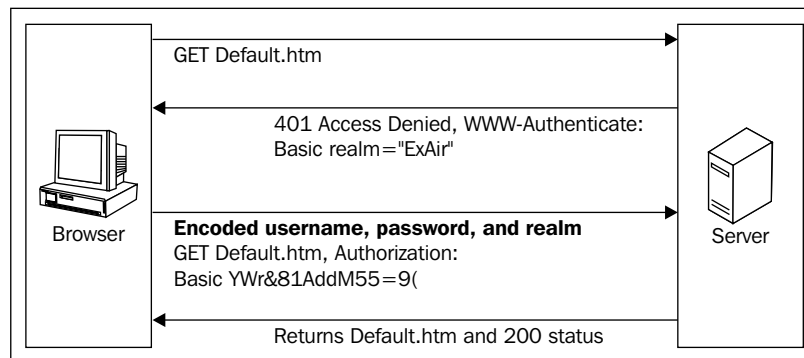 GET Default.htm
401 Access Denied, WWW-Authenticate:
Basic realm="ExAir"
Browser
Server
Encoded username, password, and realm
GET Default.htm, Authorization:
Basic YWr&81AddM55=9(
Returns Default.htm and 200 status